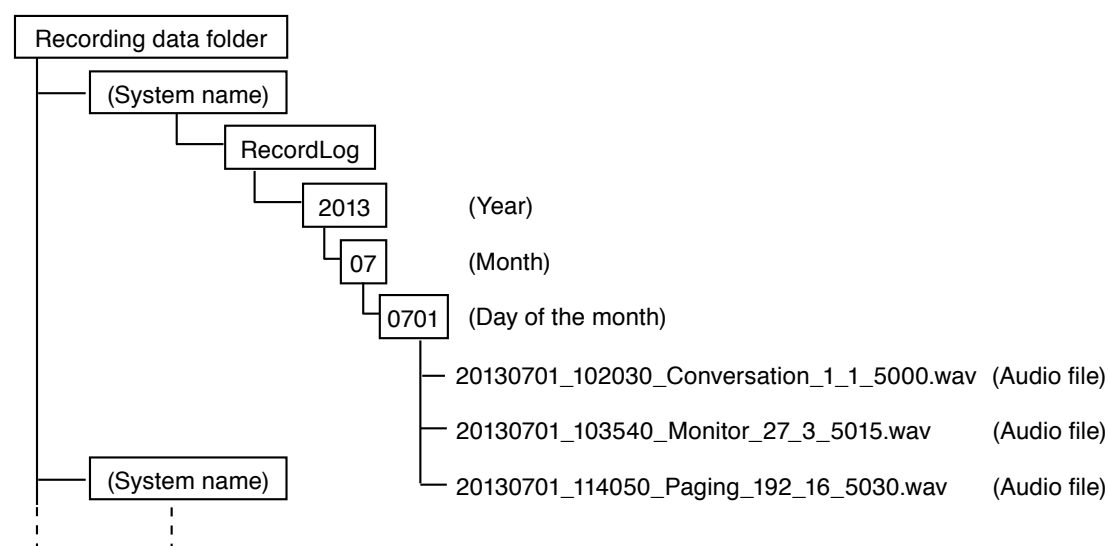 Recording data folder
(System name)
RecordLog
2013 (Year)
07 (Month)
0701 (Day of the month)
20130701_102030_Conversation_1_1_5000.wav (Audio file)
20130701_103540_Monitor_27_3_5015.wav (Audio file)
(System name)
20130701_114050_Paging_192_16_5030.wav (Audio file)